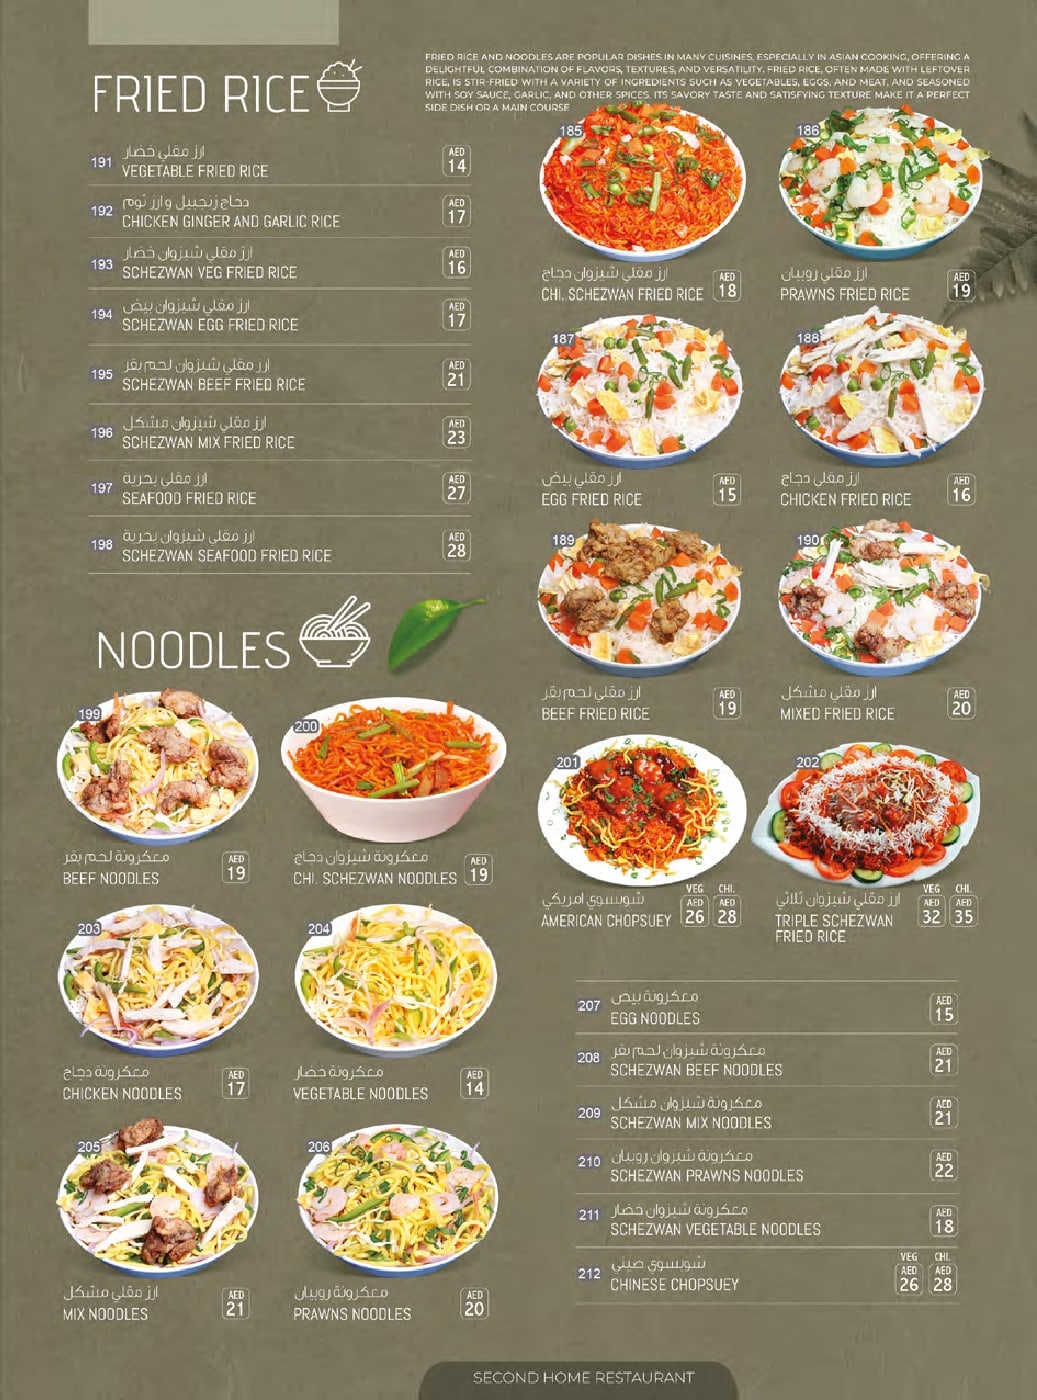 FRIED RICE
FRIED RICE AND NOODLES ARE POPULAR DISHES IN MANY CUISINES, ESPECIALLY IN ASIAN COOKING, OFFERING A
DELIGHTFUL COMBINATION OF FLAVORS, TEXTURES, AND VERSATILITY. FRIED RICE, OFTEN MADE WITH LEFTOVER
RICE, IS STIR-FRIED WITH A VARIETY OF INGREDIENTS SUCH AS VEGETABLES, EGGS, AND MEAT, AND SEASONED
WITH SOY SAUCE, GARLIC, AND OTHER SPICES. ITS SAVORY TASTE AND SATISFYING TEXTURE MAKE IT A PERFECT
SIDE DISH OR A MAIN COURSE
191 ارز مقلي خضار
VEGETABLE FRIED RICE AED 14
192 دجاج زنجبيل وارز ثوم
CHICKEN GINGER AND GARLIC RICE AED 17
193 ارز مقلي شيزوان خضار
SCHEZWAN VEG FRIED RICE AED 16
194 ارز مقلي شيزوان بيض
SCHEZWAN EGG FRIED RICE AED 17
195 ارز مقلي شيزوان لحم بقر
SCHEZWAN BEEF FRIED RICE AED 21
196 ارز مقلي شيزوان مشكل
SCHEZWAN MIX FRIED RICE AED 23
197 ارز مقلي بحرية
SEAFOOD FRIED RICE AED 27
198 ارز مقلي شيزوان بحرية
SCHEZWAN SEAFOOD FRIED RICE AED 28
185
ارز مقلي شيزوان دجاج
CHI. SCHEZWAN FRIED RICE AED 18
186
ارز مقلي روبيان
PRAWNS FRIED RICE AED 19
187
ارز مقلي بيض
EGG FRIED RICE AED 15
188
ارز مقلي دجاج
CHICKEN FRIED RICE AED 16
189
ارز مقلي لحم بقر
BEEF FRIED RICE AED 19
190
ارز مقلي مشكل
MIXED FRIED RICE AED 20
NOODLES
199
معكرونة لحم بقر
BEEF NOODLES AED 19
200
معكرونة شيزوان دجاج
CHI. SCHEZWAN NOODLES AED 19
201
VEG CHI.
شوبسوي امريكي
AMERICAN CHOPSUEY AED 26 AED 28
202
VEG CHI.
ارز مقلي شيزوان ثلاثي
TRIPLE SCHEZWAN AED 32 AED 35
FRIED RICE
203
معكرونة دجاج
CHICKEN NOODLES AED 17
204
معكرونة خضار
VEGETABLE NOODLES AED 14
205
ارز مقلي مشكل
MIX NOODLES AED 21
206
معكرونة روبيان
PRAWNS NOODLES AED 20
207 معكرونة بيض
EGG NOODLES AED 15
208 معكرونة شيزوان لحم بقر
SCHEZWAN BEEF NOODLES AED 21
209 معكرونة شيزوان مشكل
SCHEZWAN MIX NOODLES AED 21
210 معكرونة شيزوان روبيان
SCHEZWAN PRAWNS NOODLES AED 22
211 معكرونة شيزوان خضار
SCHEZWAN VEGETABLE NOODLES AED 18
VEG CHI.
212 شوبسوي صيني
CHINESE CHOPSUEY AED 26 AED 28
SECOND HOME RESTAURANT